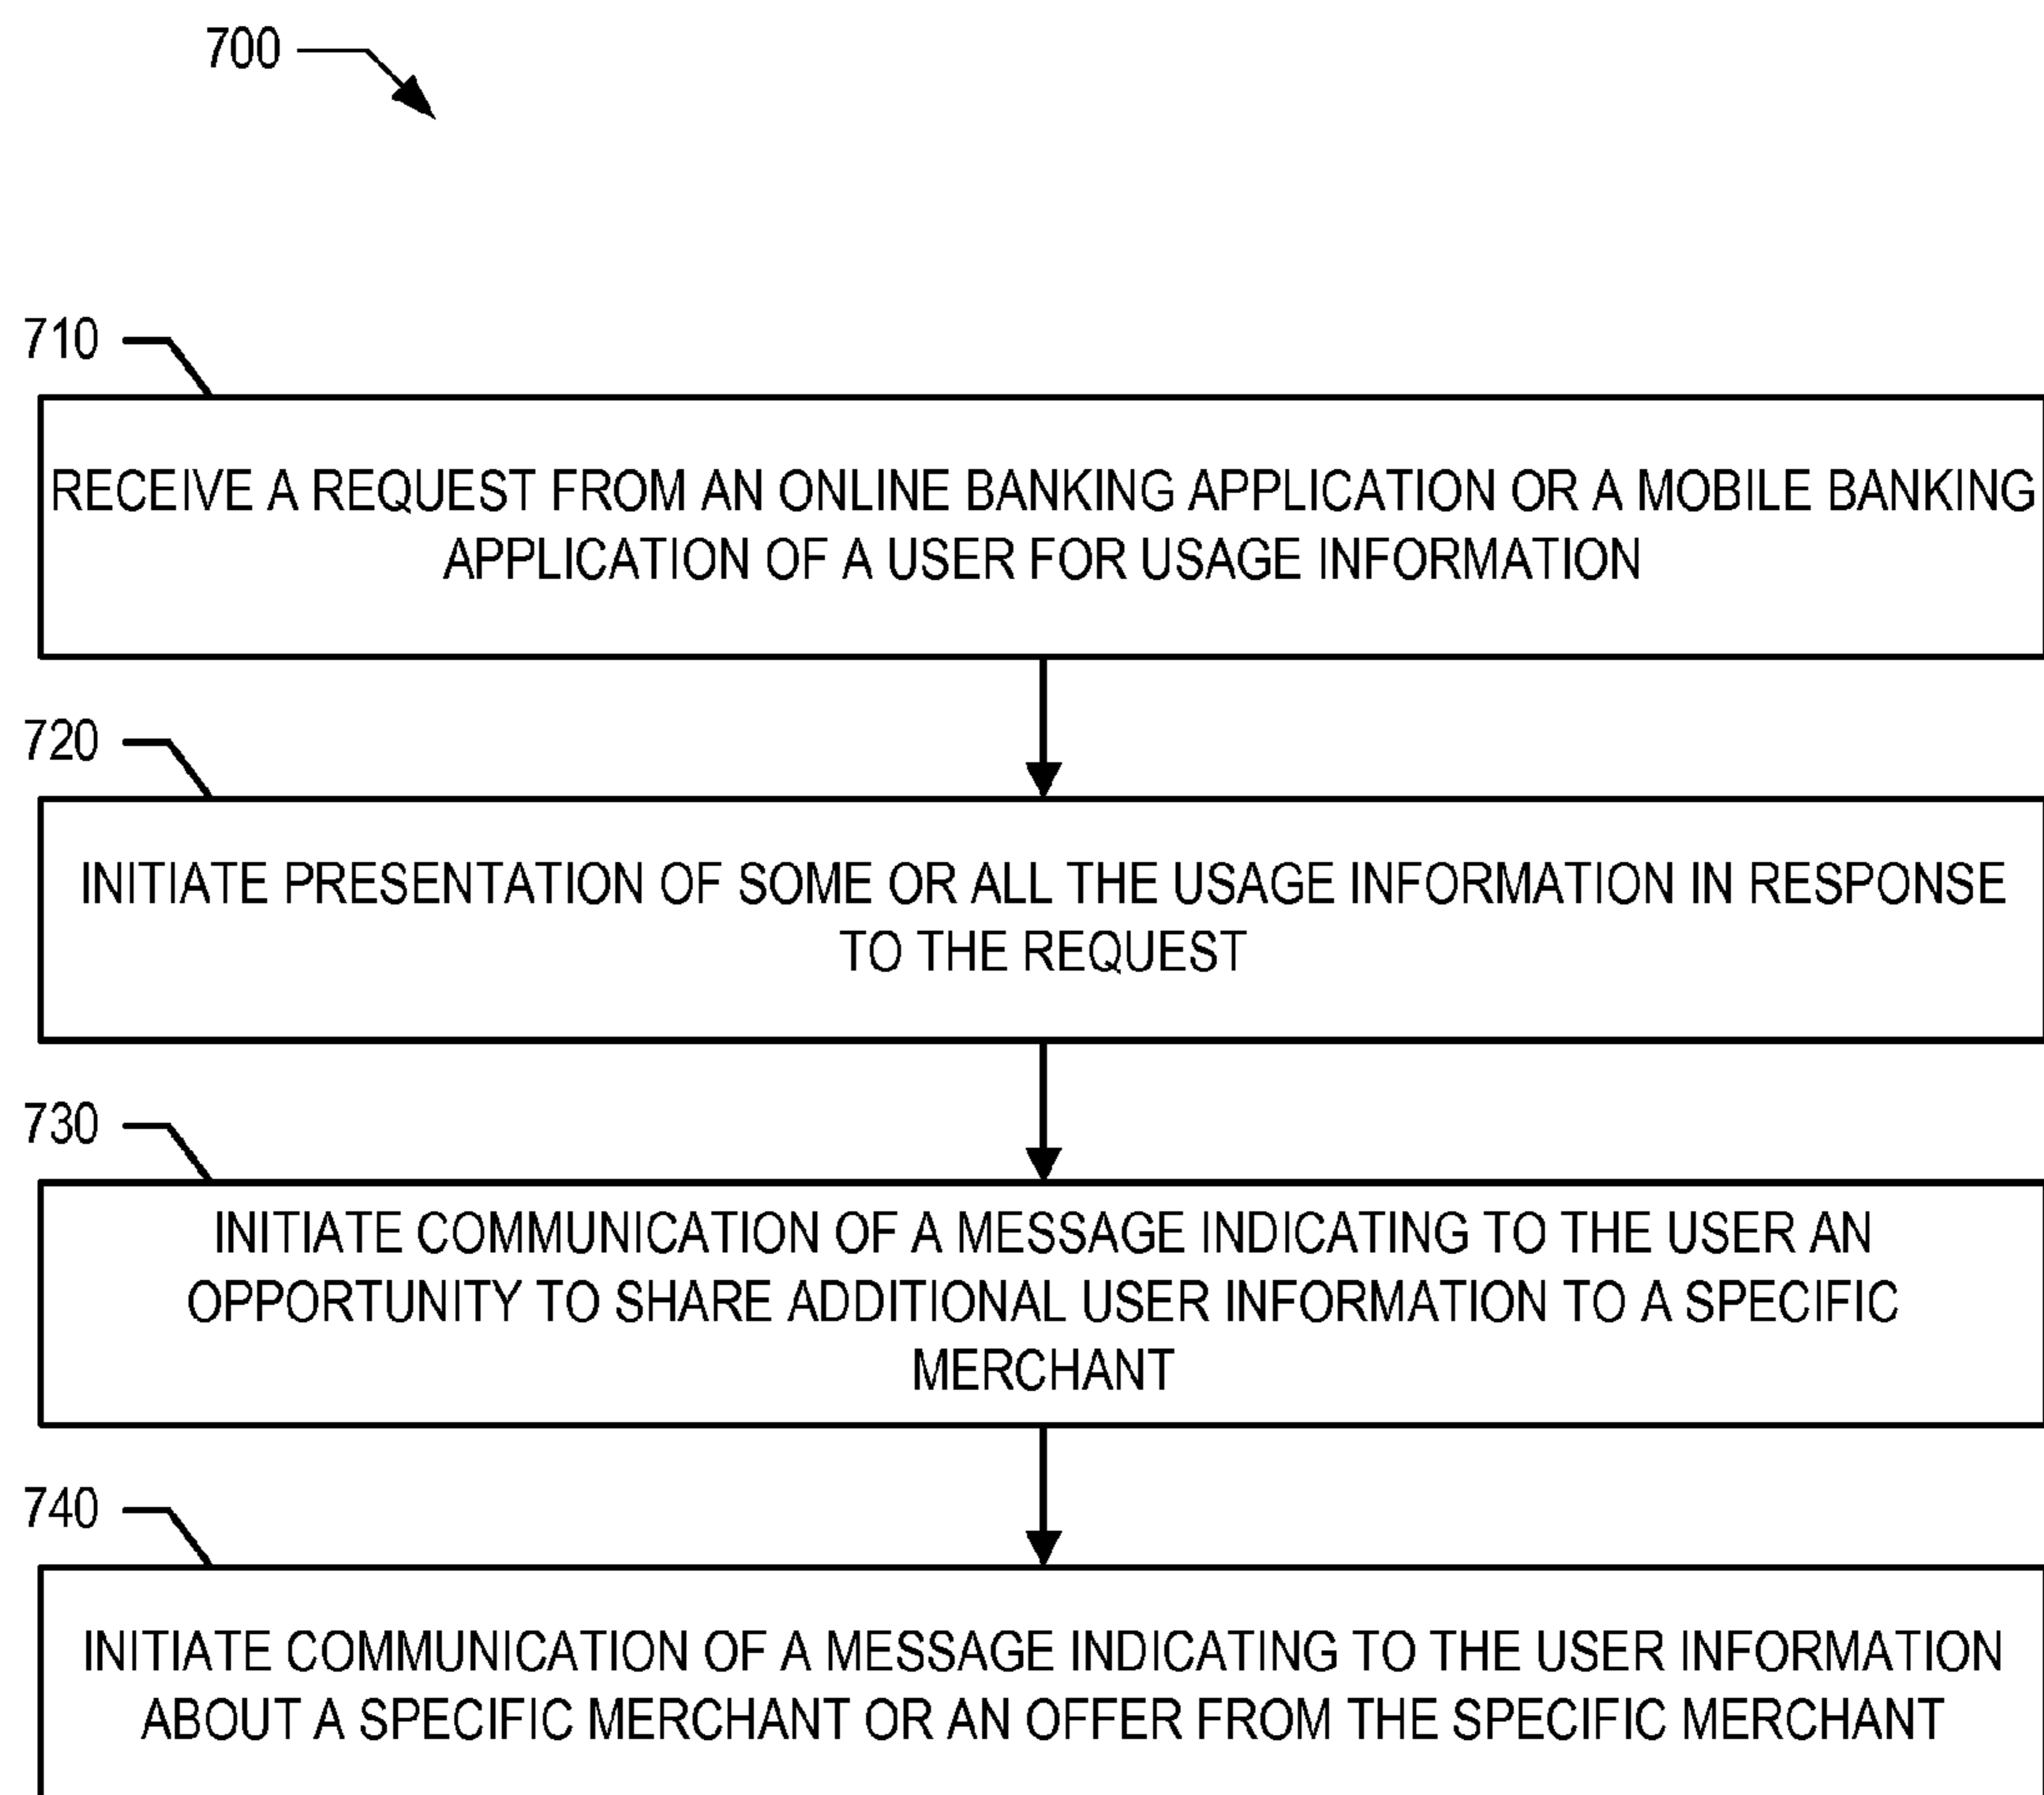 700
710
RECEIVE A REQUEST FROM AN ONLINE BANKING APPLICATION OR A MOBILE BANKING
APPLICATION OF A USER FOR USAGE INFORMATION
720
INITIATE PRESENTATION OF SOME OR ALL THE USAGE INFORMATION IN RESPONSE
TO THE REQUEST
730
INITIATE COMMUNICATION OF A MESSAGE INDICATING TO THE USER AN
OPPORTUNITY TO SHARE ADDITIONAL USER INFORMATION TO A SPECIFIC
MERCHANT
740
INITIATE COMMUNICATION OF A MESSAGE INDICATING TO THE USER INFORMATION
ABOUT A SPECIFIC MERCHANT OR AN OFFER FROM THE SPECIFIC MERCHANT